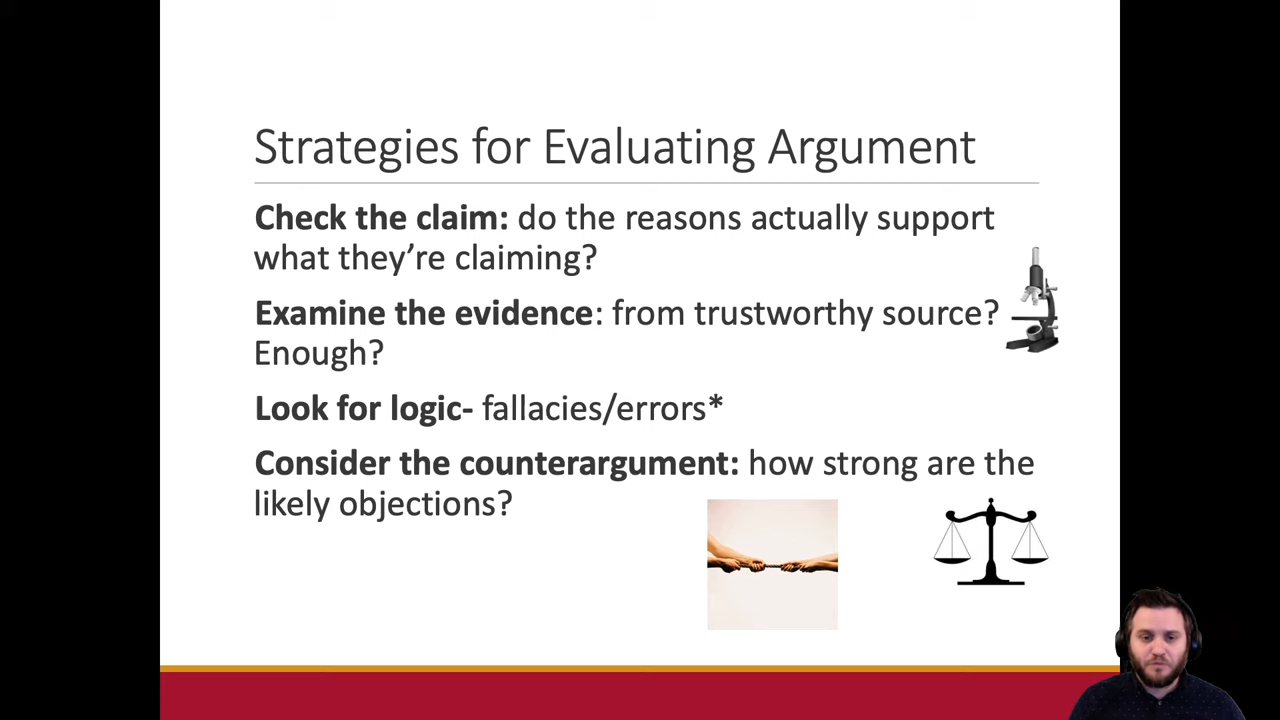 Strategies for Evaluating Argument
Check the claim: do the reasons actually support
what they’re claiming?
Examine the evidence: from trustworthy source?
Enough?
Look for logic- fallacies/errors*
Consider the counterargument: how strong are the
likely objections?